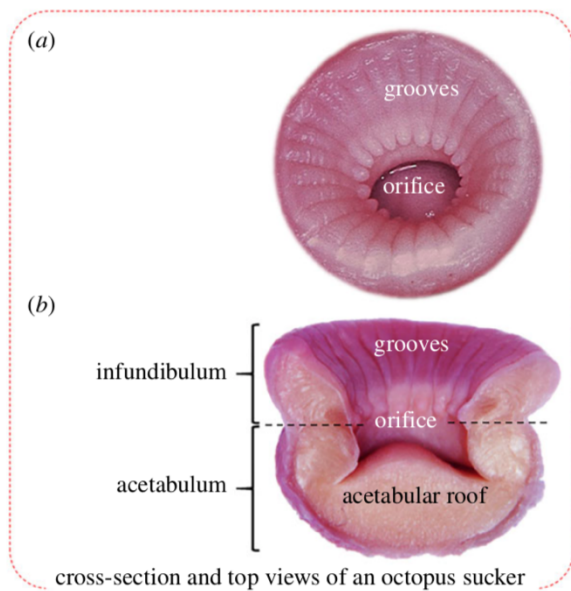 (a)
grooves
orifice
(b)
grooves
infundibulum
orifice
acetabulum
acetabular roof
cross-section and top views of an octopus sucker